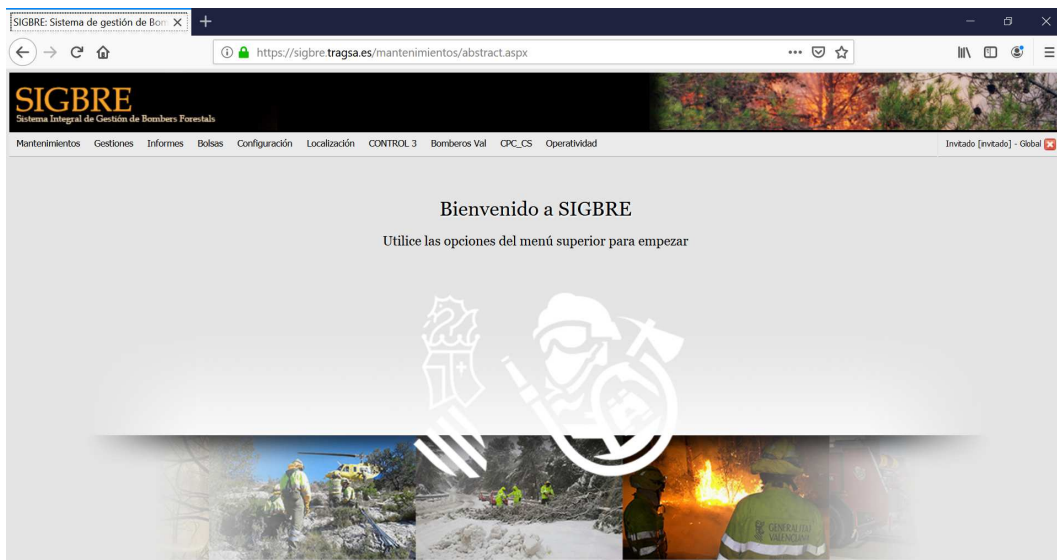 SIGBRE: Sistema de gestión de Bom
https://sigbre.tragsa.es/mantenimientos/abstract.aspx
SIGBRE
Sistema Integral de Gestión de Bombers Forestals
Mantenimientos Gestiones Informes Bolsas Configuración Localización CONTROL 3 Bomberos Val CPC_CS Operatividad Invitado [invitado] - Global
Bienvenido a SIGBRE
Utilice las opciones del menú superior para empezar
GENERALITAT
VALENCIANA